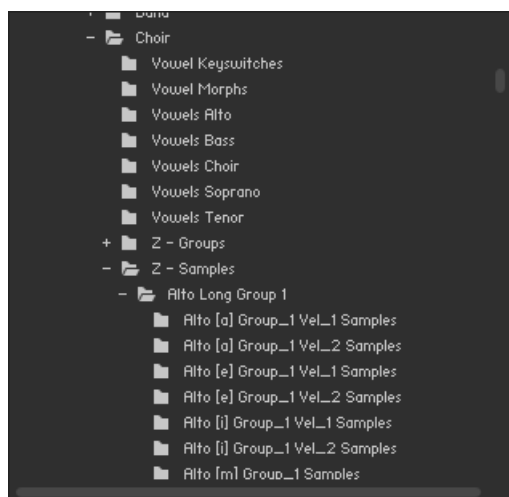 Band
- Choir
Vowel Keyswitches
Vowel Morphs
Vowels Alto
Vowels Bass
Vowels Choir
Vowels Soprano
Vowels Tenor
+ Z - Groups
- Z - Samples
- Alto Long Group 1
Alto [a] Group_1 Vel_1 Samples
Alto [a] Group_1 Vel_2 Samples
Alto [e] Group_1 Vel_1 Samples
Alto [e] Group_1 Vel_2 Samples
Alto [i] Group_1 Vel_1 Samples
Alto [i] Group_1 Vel_2 Samples
Alto [m] Group_1 Samples